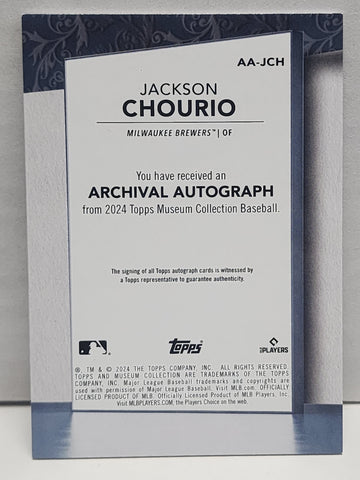 AA-JCH
JACKSON
CHOURIO
MILWAUKEE BREWERS™ | OF
You have received an
ARCHIVAL AUTOGRAPH
from 2024 Topps Museum Collection Baseball.
The signing of all Topps autograph cards is witnessed by
a Topps representative to guarantee authenticity.
topps
MLB PLAYERS
®, TM & © 2024 THE TOPPS COMPANY, INC. ALL RIGHTS RESERVED.
TOPPS AND MUSEUM COLLECTION ARE TRADEMARKS OF THE TOPPS
COMPANY, INC. Major League Baseball trademarks and copyrights are
used with permission of Major League Baseball. Visit MLB.com. OFFICIALLY
LICENSED PRODUCT OF MLB. Officially Licensed Product of MLB Players, Inc.
Visit MLBPLAYERS.COM, the Players Choice on the web.